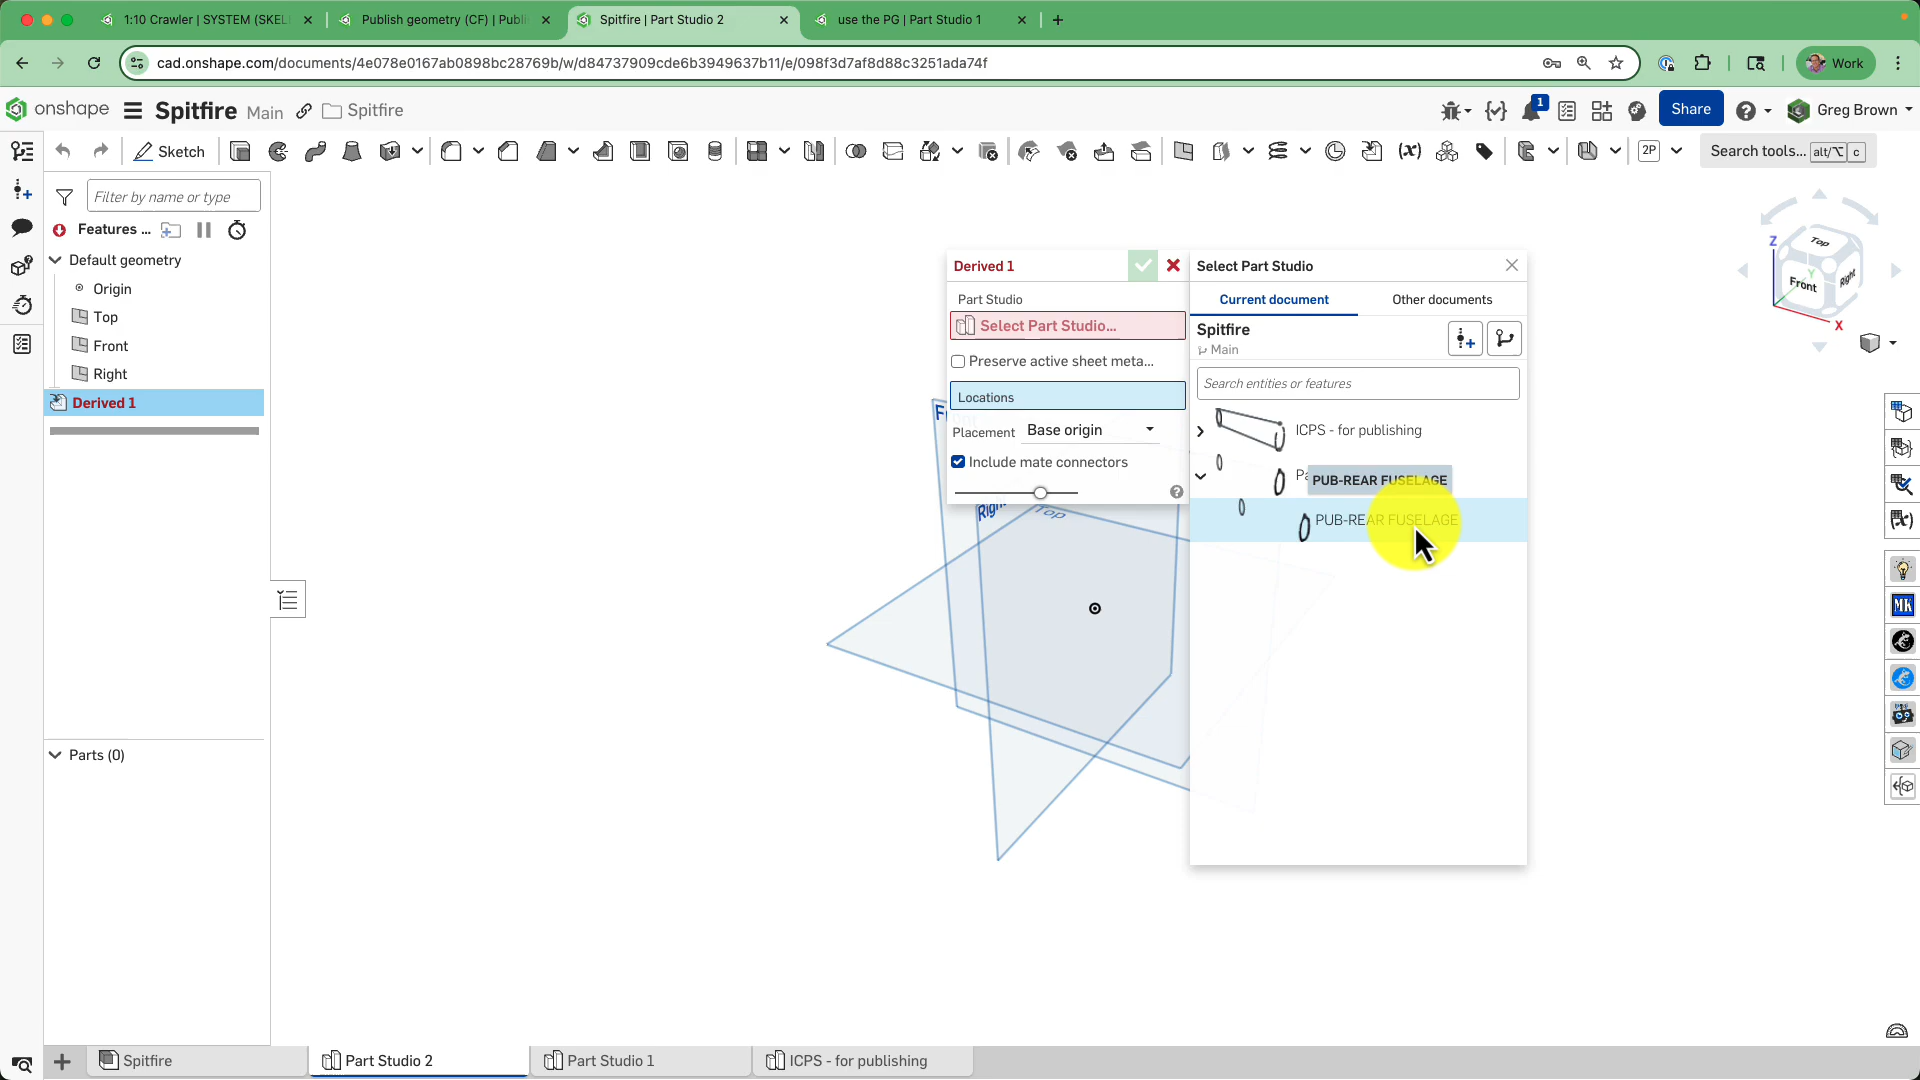 1:10 Crawler | SYSTEM (SKEL
Publish geometry (CF) | Publi
Spitfire | Part Studio 2
use the PG | Part Studio 1
cad.onshape.com/documents/4e078e0167ab0898bc28769b/w/d84737909cde6b3949637b11/e/098f3d7af8d88c3251ada74f
Work
onshape
Spitfire Main
Spitfire
1
Share
Greg Brown
Sketch
2P
Search tools... alt/⌥ c
Filter by name or type
Features ...
Default geometry
Origin
Top
Front
Right
Derived 1
Parts (0)
Derived 1
Part Studio
Select Part Studio...
Preserve active sheet meta...
Locations
Placement Base origin
Include mate connectors
Select Part Studio
Current document
Other documents
Spitfire
Main
Search entities or features
ICPS - for publishing
PUB-REAR FUSELAGE
PUB-REAR FUSELAGE
Right
Top
Top
Front
Right
Z
Y
X
MK
Spitfire
Part Studio 2
Part Studio 1
ICPS - for publishing